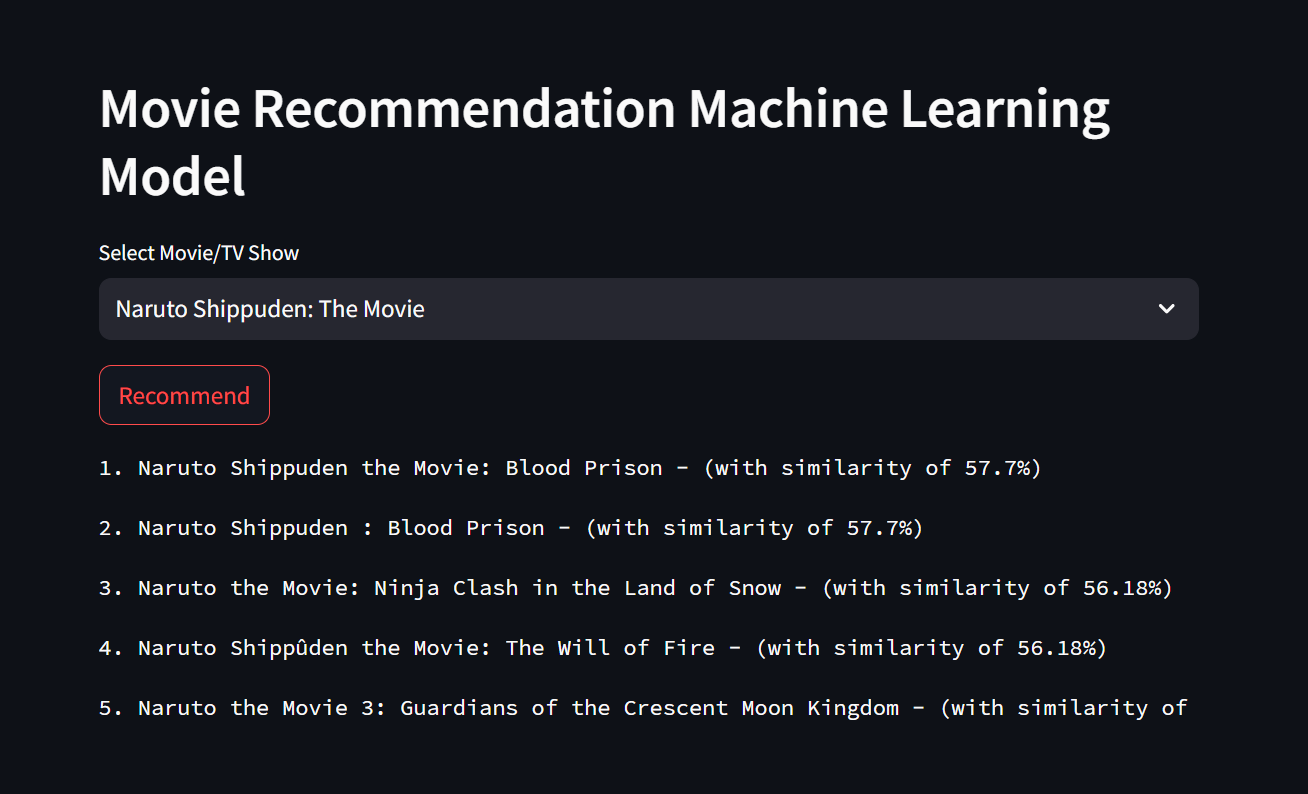 Movie Recommendation Machine Learning
Model
Select Movie/TV Show
Naruto Shippuden: The Movie
Recommend
1. Naruto Shippuden the Movie: Blood Prison - (with similarity of 57.7%)
2. Naruto Shippuden : Blood Prison - (with similarity of 57.7%)
3. Naruto the Movie: Ninja Clash in the Land of Snow - (with similarity of 56.18%)
4. Naruto Shippûden the Movie: The Will of Fire - (with similarity of 56.18%)
5. Naruto the Movie 3: Guardians of the Crescent Moon Kingdom - (with similarity of